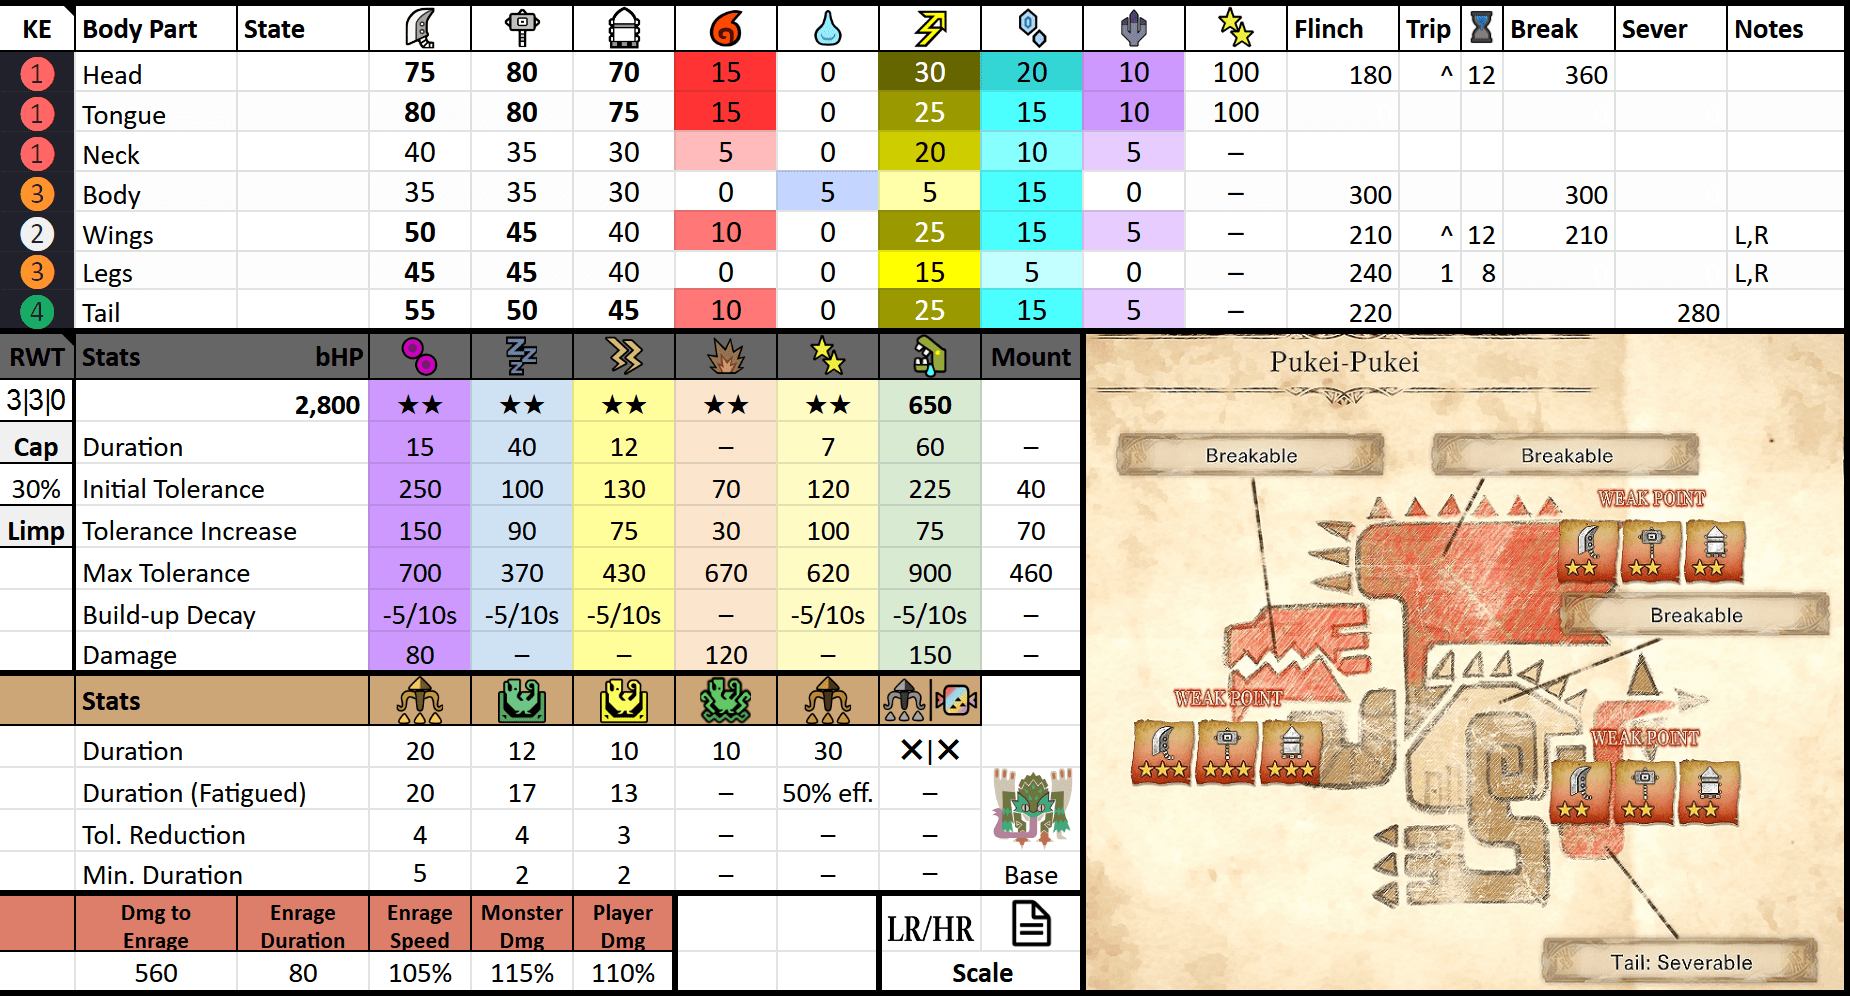 KE Body Part State Flinch Trip Break Sever Notes
1 Head 75 80 70 15 0 30 20 10 100 180 ^ 12 360
1 Tongue 80 80 75 15 0 25 15 10 100
1 Neck 40 35 30 5 0 20 10 5 –
3 Body 35 35 30 0 5 5 15 0 – 300 300
2 Wings 50 45 40 10 0 25 15 5 – 210 ^ 12 210 L,R
3 Legs 45 45 40 0 0 15 5 0 – 240 1 8 L,R
4 Tail 55 50 45 10 0 25 15 5 – 220 280
RWT Stats bHP Mount
3|3|0 2,800 ★★ ★★ ★★ ★★ ★★ 650
Cap Duration 15 40 12 – 7 60 –
30% Initial Tolerance 250 100 130 70 120 225 40
Limp Tolerance Increase 150 90 75 30 100 75 70
Max Tolerance 700 370 430 670 620 900 460
Build-up Decay -5/10s -5/10s -5/10s – -5/10s -5/10s –
Damage 80 – – 120 – 150 –
Stats
Duration 20 12 10 10 30 ✕|✕
Duration (Fatigued) 20 17 13 – 50% eff. –
Tol. Reduction 4 4 3 – – –
Min. Duration 5 2 2 – – – Base
Dmg to Enrage Enrage Monster Player
Enrage Duration Speed Dmg Dmg
LR/HR
560 80 105% 115% 110% Scale
Pukei-Pukei
Breakable Breakable
WEAK POINT
Breakable
WEAK POINT
WEAK POINT
Tail: Severable